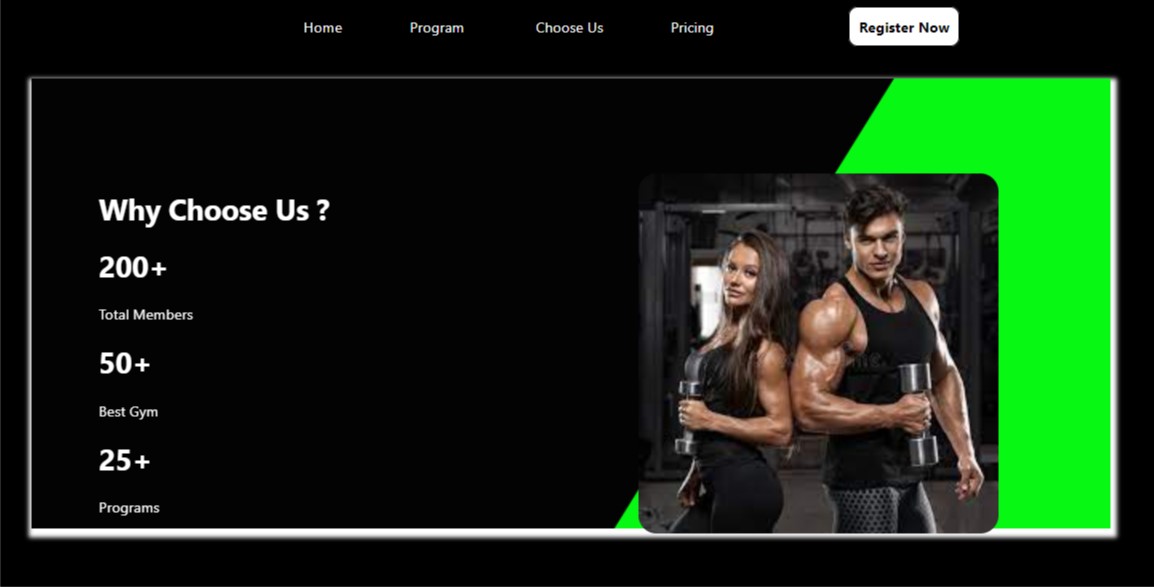 Home Program Choose Us Pricing Register Now
Why Choose Us ?
200+
Total Members
50+
Best Gym
25+
Programs